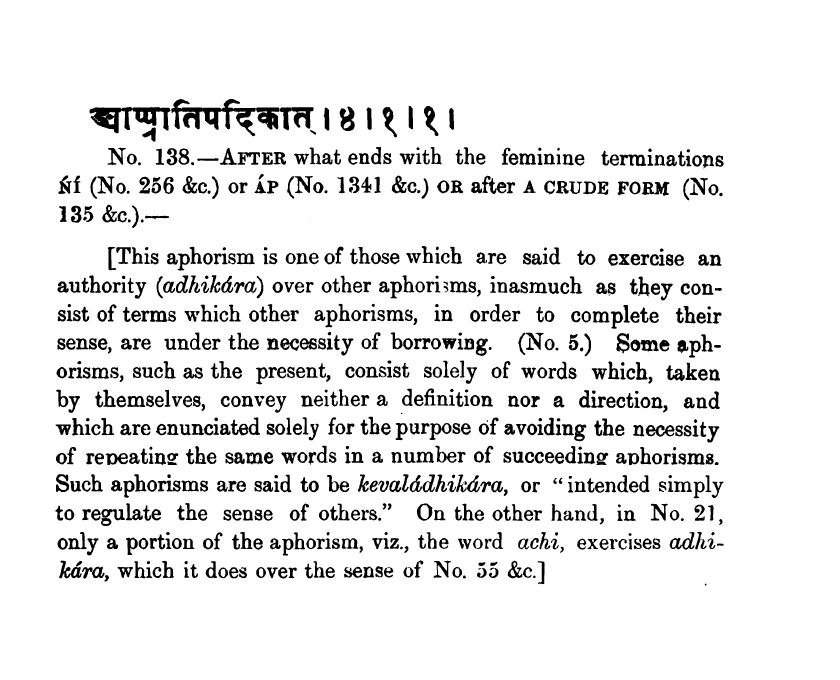 ङ्याप्प्रातिपदिकात् । ४ । १ । १ ।
No. 138.—AFTER what ends with the feminine terminations
ṄÍ (No. 256 &c.) or ÁP (No. 1341 &c.) OR after A CRUDE FORM (No.
135 &c.).—
[This aphorism is one of those which are said to exercise an
authority (adhikára) over other aphorisms, inasmuch as they con-
sist of terms which other aphorisms, in order to complete their
sense, are under the necessity of borrowing. (No. 5.) Some aph-
orisms, such as the present, consist solely of words which, taken
by themselves, convey neither a definition nor a direction, and
which are enunciated solely for the purpose of avoiding the necessity
of repeating the same words in a number of succeeding aphorisms.
Such aphorisms are said to be kevaládhikára, or “intended simply
to regulate the sense of others.” On the other hand, in No. 21,
only a portion of the aphorism, viz., the word achi, exercises adhi-
kára, which it does over the sense of No. 55 &c.]